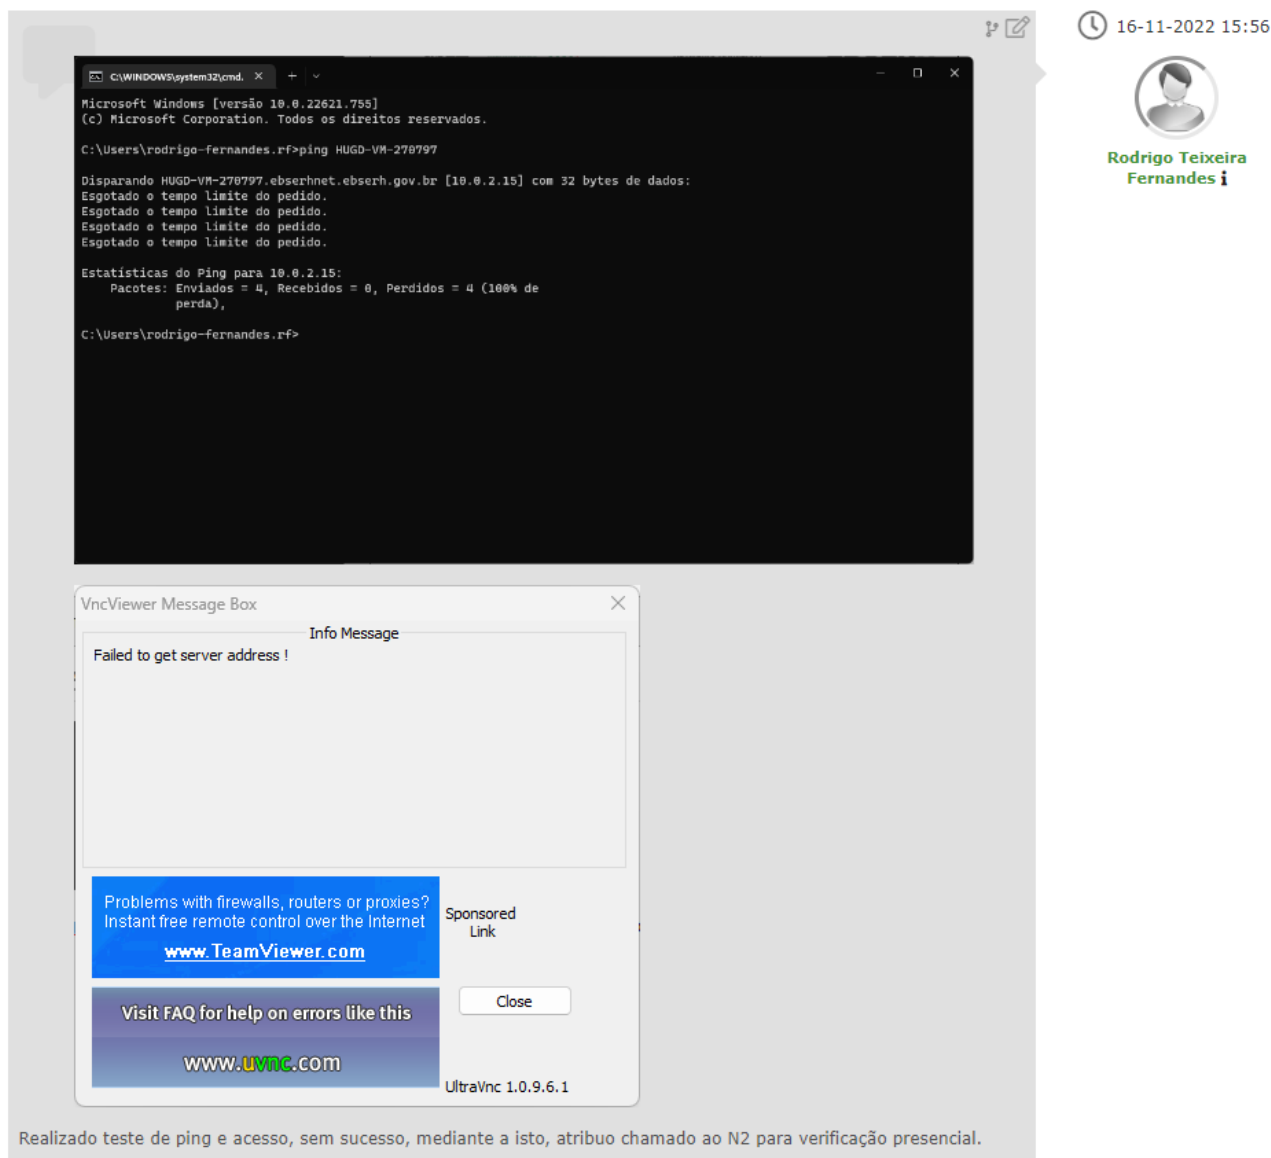 16-11-2022 15:56
Rodrigo Teixeira
Fernandes i
C:\WINDOWS\system32\cmd.
Microsoft Windows [versão 10.0.22621.755]
(c) Microsoft Corporation. Todos os direitos reservados.
C:\Users\rodrigo-fernandes.rf>ping HUGD-VM-270797
Disparando HUGD-VM-270797.ebserhnet.ebserh.gov.br [10.0.2.15] com 32 bytes de dados:
Esgotado o tempo limite do pedido.
Esgotado o tempo limite do pedido.
Esgotado o tempo limite do pedido.
Esgotado o tempo limite do pedido.
Estatísticas do Ping para 10.0.2.15:
Pacotes: Enviados = 4, Recebidos = 0, Perdidos = 4 (100% de
perda),
C:\Users\rodrigo-fernandes.rf>
VncViewer Message Box
Info Message
Failed to get server address !
Problems with firewalls, routers or proxies?
Instant free remote control over the Internet
www.TeamViewer.com
Sponsored
Link
Visit FAQ for help on errors like this
www.uvnc.com
Close
UltraVnc 1.0.9.6.1
Realizado teste de ping e acesso, sem sucesso, mediante a isto, atribuo chamado ao N2 para verificação presencial.